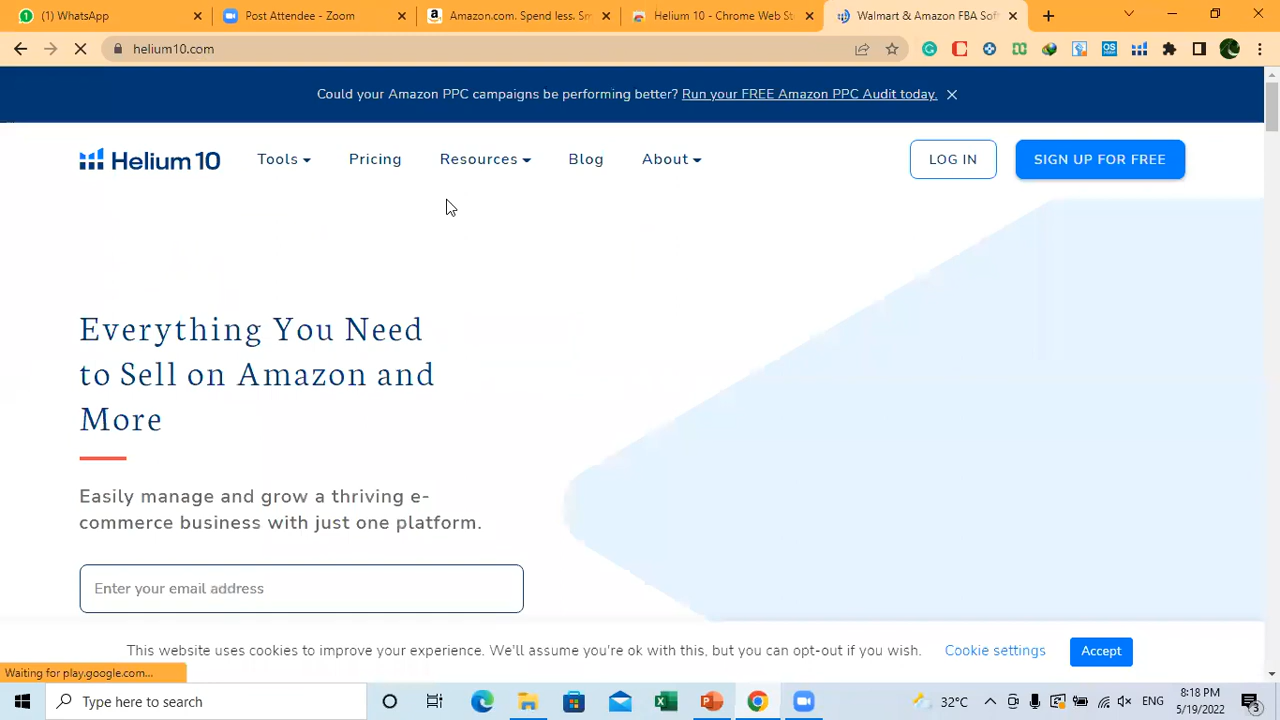 (1) WhatsApp
Post Attendee - Zoom
Amazon.com. Spend less. Sm
Helium 10 - Chrome Web St
Walmart & Amazon FBA Soft
helium10.com
Could your Amazon PPC campaigns be performing better? Run your FREE Amazon PPC Audit today.
Helium 10
Tools
Pricing
Resources
Blog
About
LOG IN
SIGN UP FOR FREE
Everything You Need
to Sell on Amazon and
More
Easily manage and grow a thriving e-
commerce business with just one platform.
Enter your email address
This website uses cookies to improve your experience. We'll assume you're ok with this, but you can opt-out if you wish.
Cookie settings
Accept
Waiting for play.google.com...
Type here to search
32°C
ENG
8:18 PM
5/19/2022
3